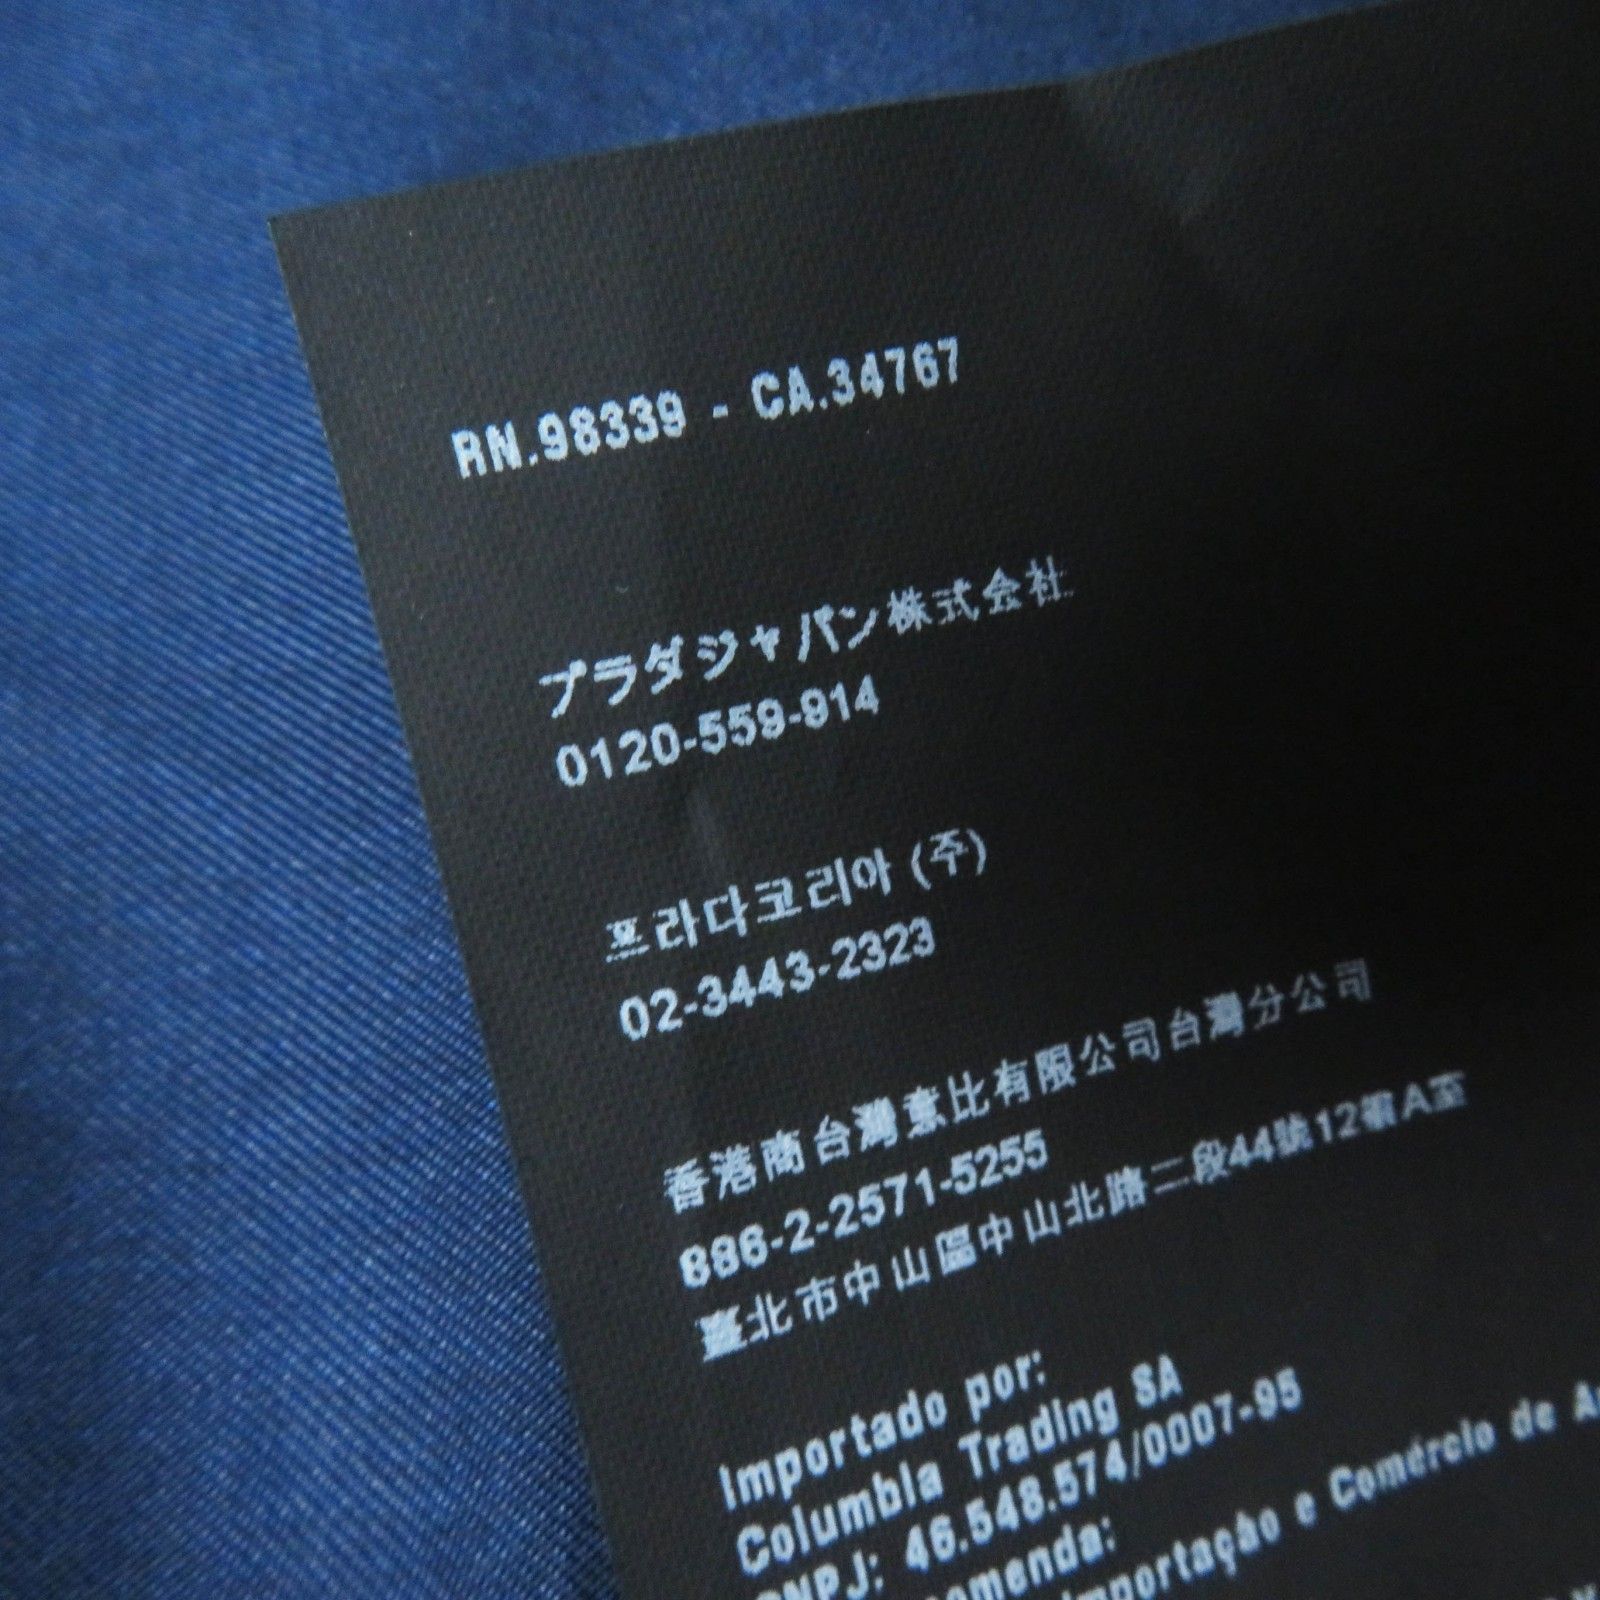 RN.98339 - CA.34767
プラダジャパン株式会社
0120-559-914
프라다코리아 (주)
02-3443-2323
香港商台灣意比有限公司台灣分公司
886-2-2571-5255
臺北市中山區中山北路二段44號12樓A室
Importado por:
Columbia Trading SA
CNPJ: 46.548.574/0007-95
e Comércio de